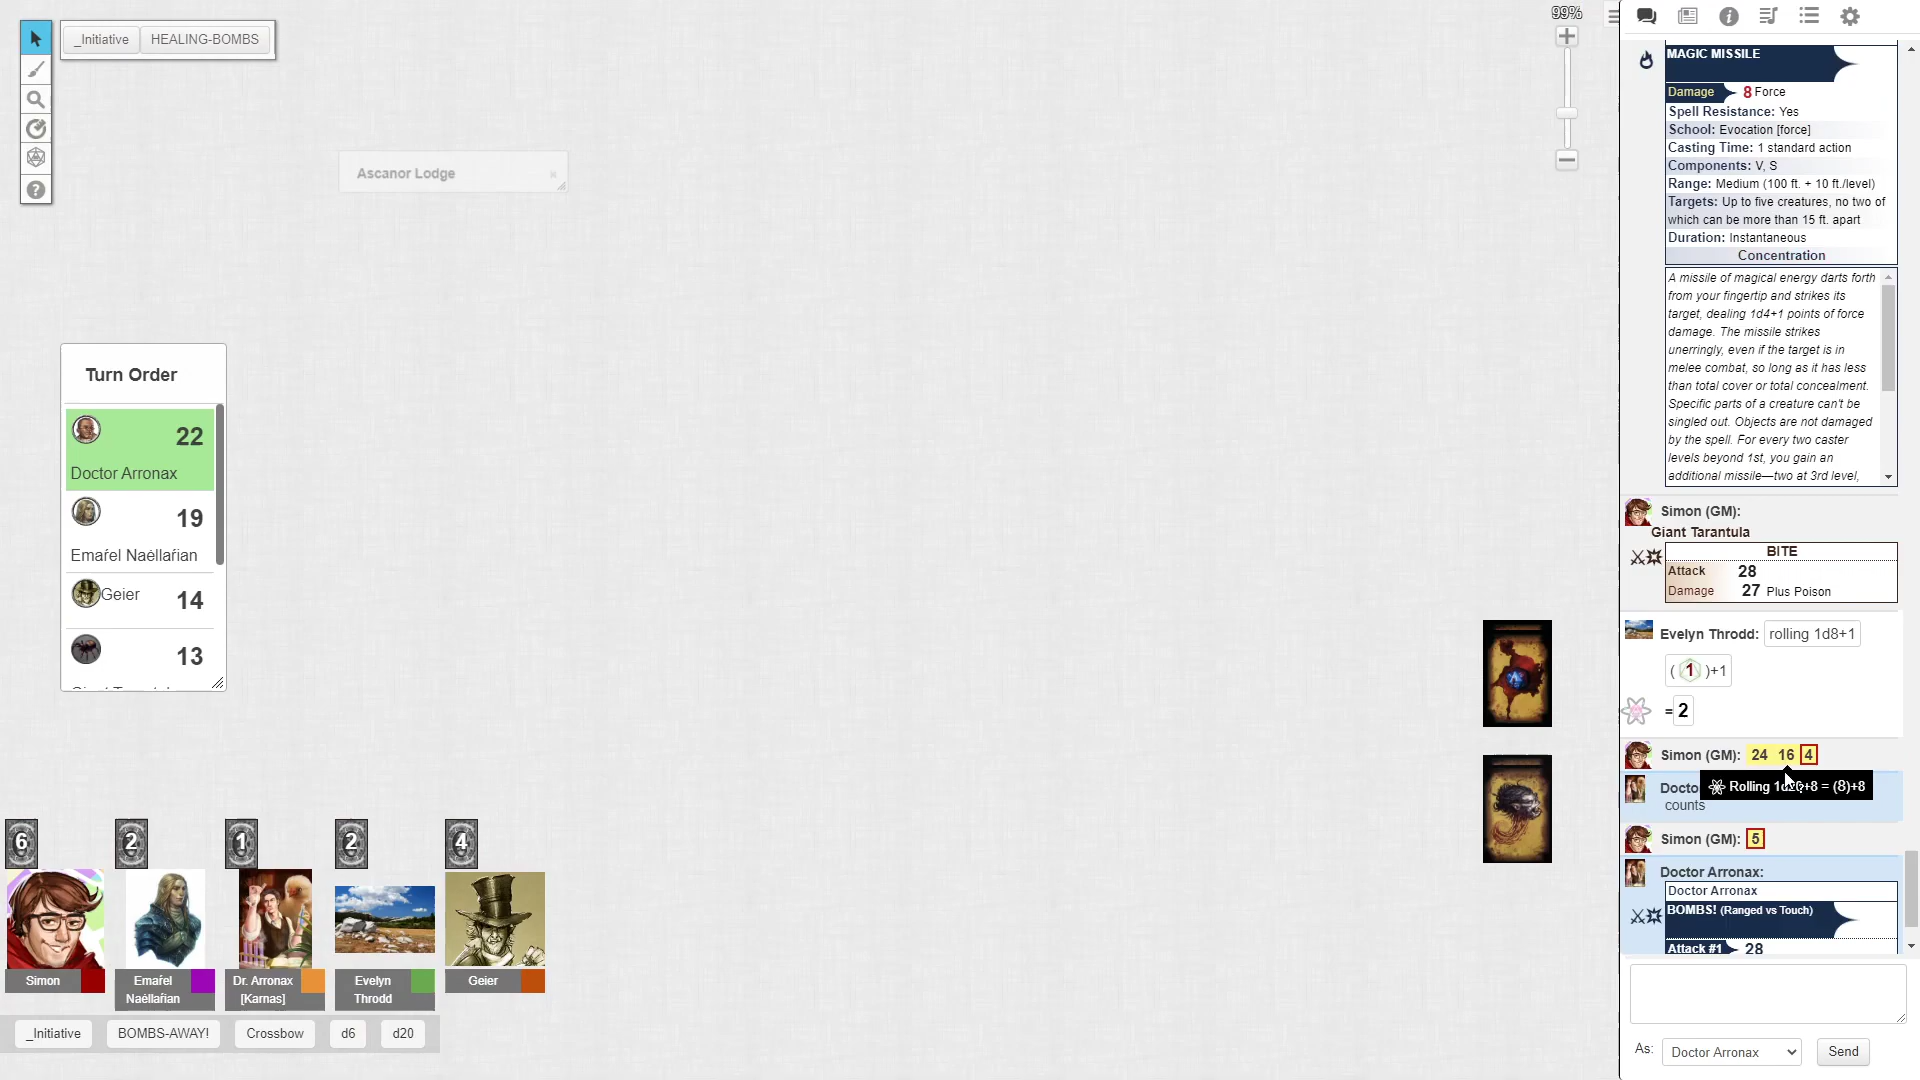 _Initiative
HEALING-BOMBS
99%
Ascanor Lodge
Turn Order
22
Doctor Arronax
19
Emaŕel Naëllaŕian
Geier
14
13
6
2
1
2
4
Simon
Emaŕel
Naëllaŕian
Dr. Arronax
[Karnas]
Evelyn
Throdd
Geier
_Initiative
BOMBS-AWAY!
Crossbow
d6
d20
MAGIC MISSILE
Damage 8 Force
Spell Resistance: Yes
School: Evocation [force]
Casting Time: 1 standard action
Components: V, S
Range: Medium (100 ft. + 10 ft./level)
Targets: Up to five creatures, no two of
which can be more than 15 ft. apart
Duration: Instantaneous
Concentration
A missile of magical energy darts forth
from your fingertip and strikes its
target, dealing 1d4+1 points of force
damage. The missile strikes
unerringly, even if the target is in
melee combat, so long as it has less
than total cover or total concealment.
Specific parts of a creature can't be
singled out. Objects are not damaged
by the spell. For every two caster
levels beyond 1st, you gain an
additional missile—two at 3rd level,
Simon (GM):
Giant Tarantula
BITE
Attack 28
Damage 27 Plus Poison
Evelyn Throdd: rolling 1d8+1
(1)+1
=2
Simon (GM): 24 16 4
Rolling +8 = (8)+8
counts
Simon (GM): 5
Doctor Arronax:
Doctor Arronax
BOMBS! (Ranged vs Touch)
Attack #1 28
As: Doctor Arronax
Send